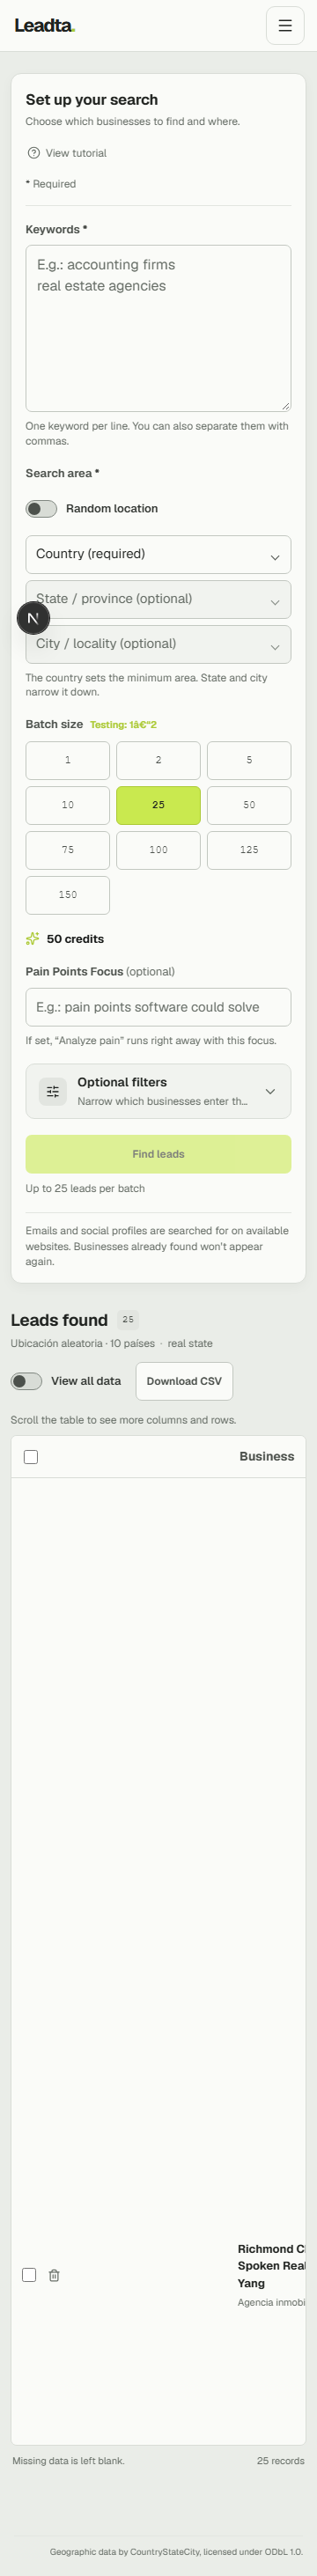 Leadta.
Set up your search
Choose which businesses to find and where.
View tutorial
* Required
Keywords *
E.g.: accounting firms
real estate agencies
One keyword per line. You can also separate them with
commas.
Search area *
Random location
Country (required)
State / province (optional)
N
City / locality (optional)
The country sets the minimum area. State and city
narrow it down.
Batch size Testing: 1â€“2
1 2 5
10 25 50
75 100 125
150
50 credits
Pain Points Focus (optional)
E.g.: pain points software could solve
If set, “Analyze pain” runs right away with this focus.
Optional filters
Narrow which businesses enter th...
Find leads
Up to 25 leads per batch
Emails and social profiles are searched for on available
websites. Businesses already found won't appear
again.
Leads found 25
Ubicación aleatoria · 10 países · real state
View all data Download CSV
Scroll the table to see more columns and rows.
Business
Richmond
Spoken
Yang
Agencia
Missing data is left blank. 25 records
Geographic data by CountryStateCity, licensed under ODbL 1.0.